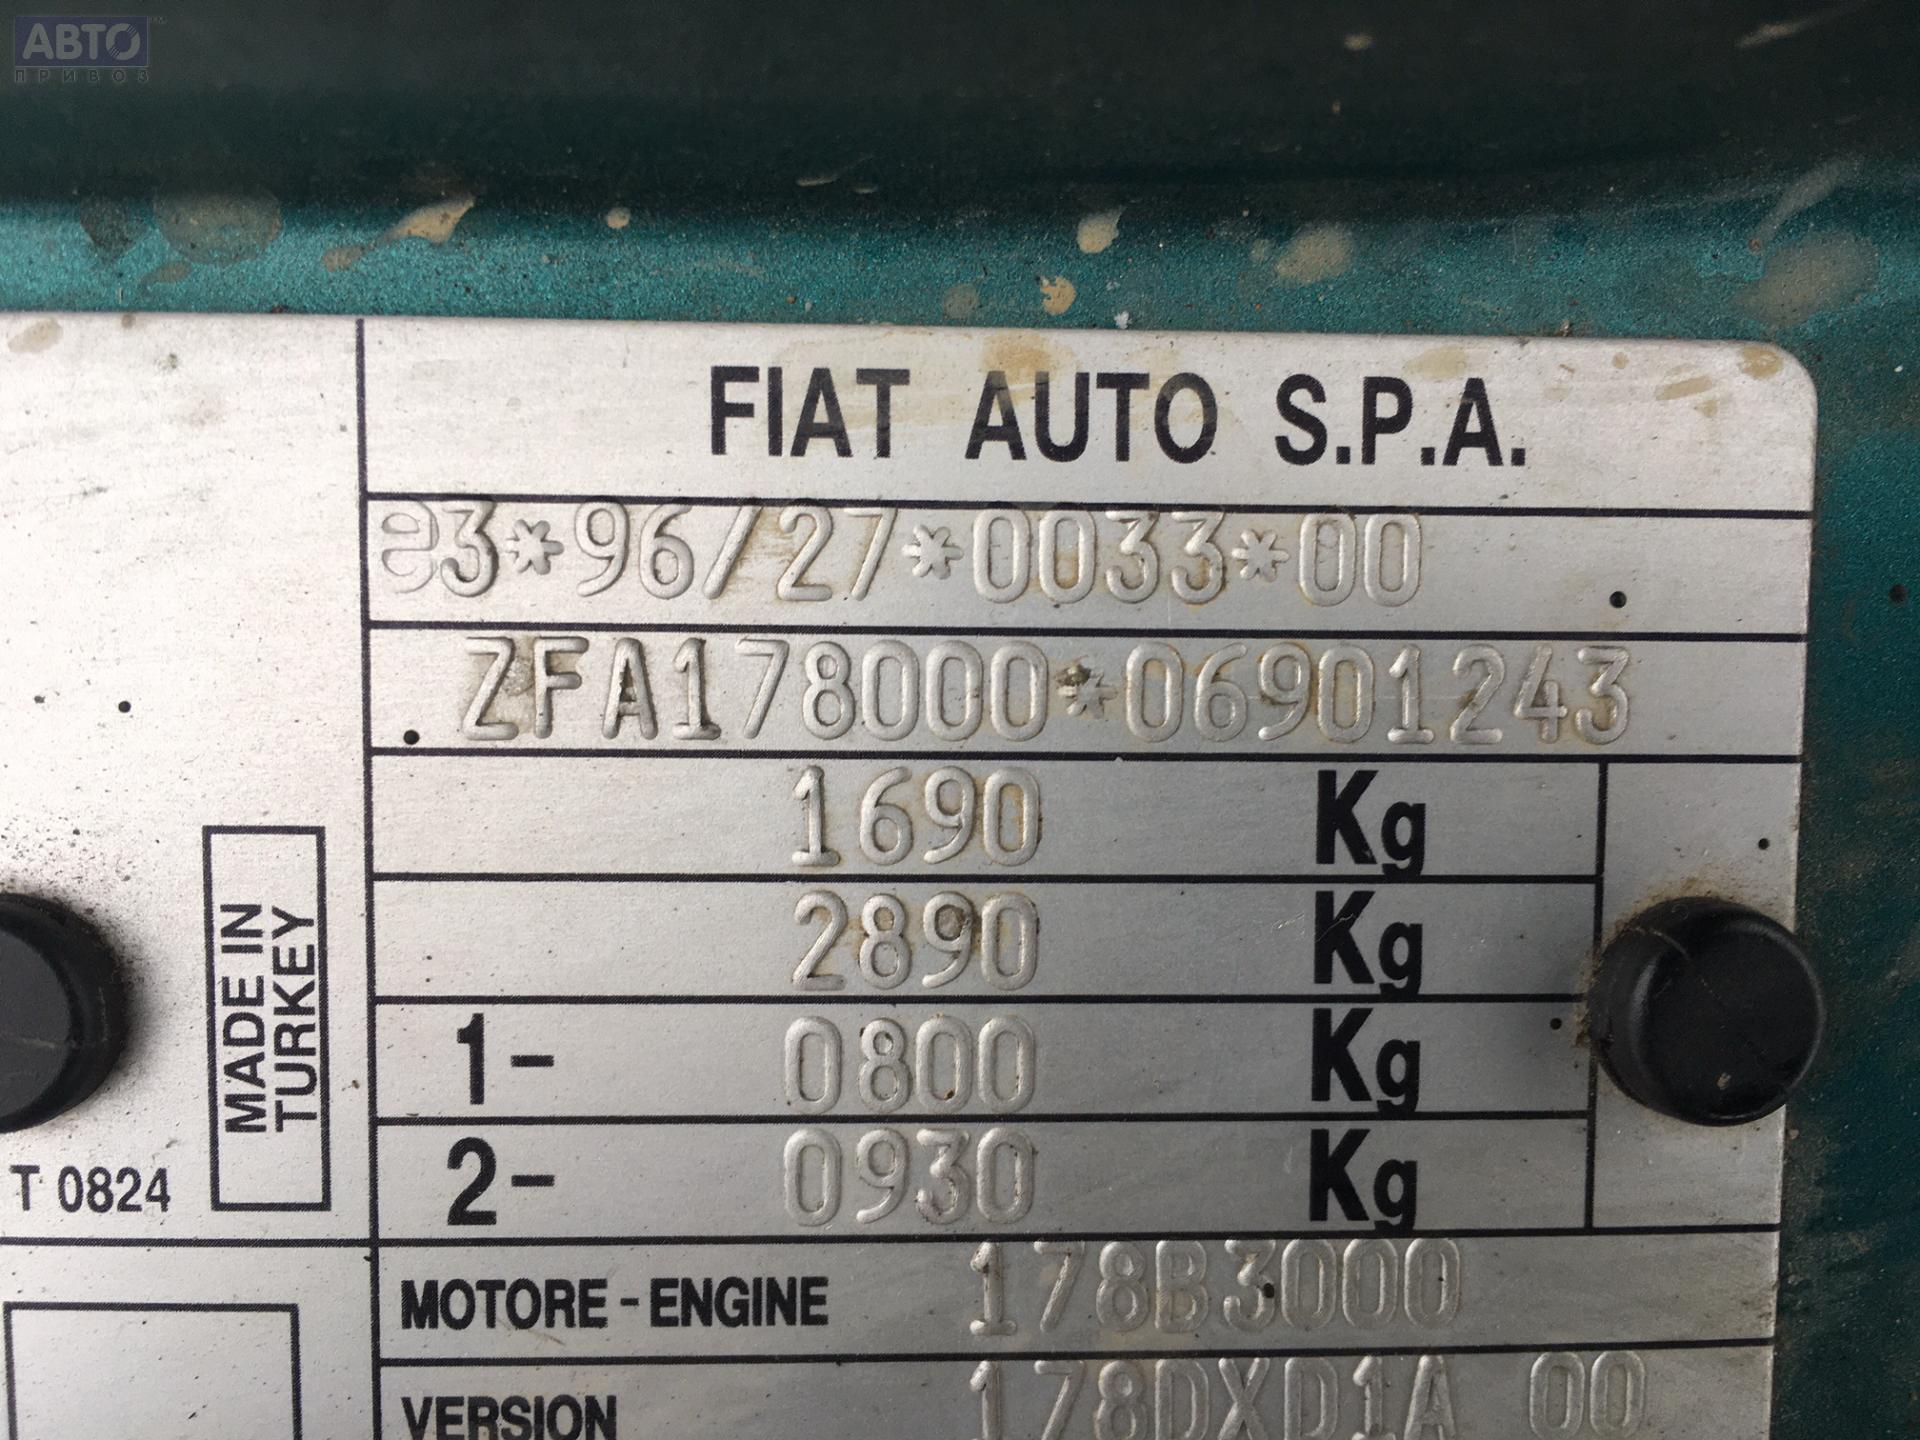 АВТО™
ПРИВОЗ
FIAT AUTO S.P.A.
e3*96/27*0033*00
ZFA178000*06901243
1690 Kg
2890 Kg
1- 0800 Kg
2- 0930 Kg
MADE IN
TURKEY
T 0824
MOTORE-ENGINE 178B3000
VERSION 178DXD1A 00